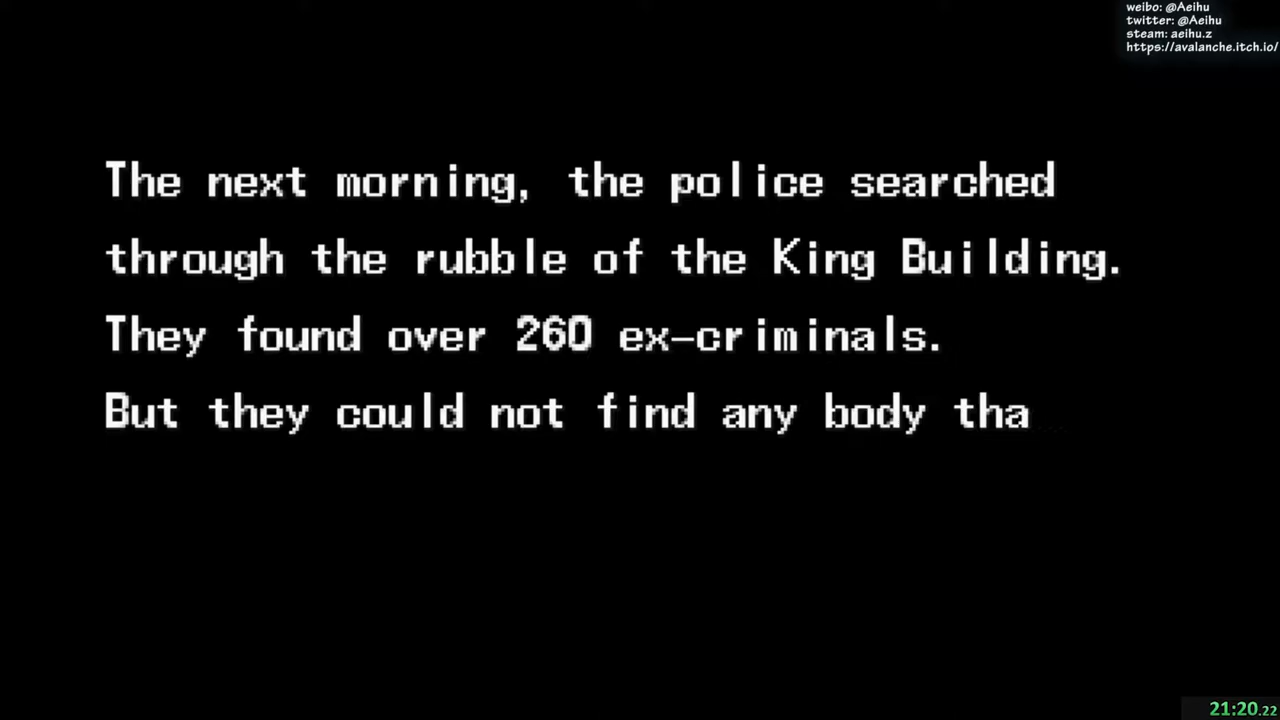 weibo: @Aeihu
twitter: @Aeihu
steam: aeihu.z
https://avalanche.itch.io/
The next morning, the police searched
through the rubble of the King Building.
They found over 260 ex-criminals.
But they could not find any body tha
21:20.22